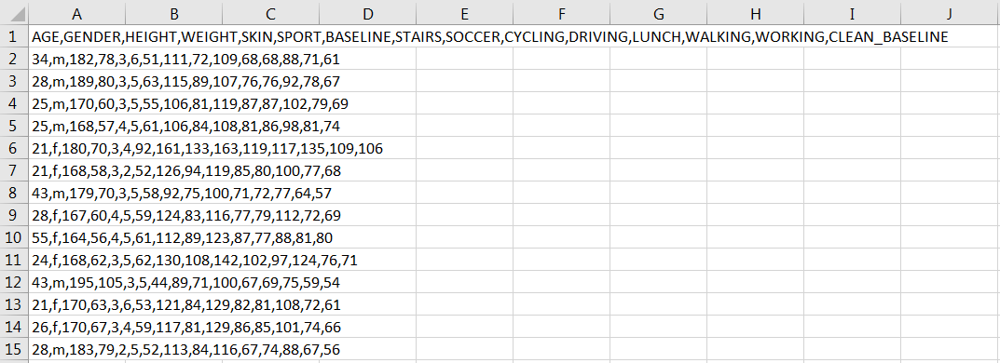 A B C D E F G H I J
1 AGE,GENDER,HEIGHT,WEIGHT,SKIN,SPORT,BASELINE,STAIRS,SOCCER,CYCLING,DRIVING,LUNCH,WALKING,WORKING,CLEAN_BASELINE
2 34,m,182,78,3,6,51,111,72,109,68,68,88,71,61
3 28,m,189,80,3,5,63,115,89,107,76,76,92,78,67
4 25,m,170,60,3,5,55,106,81,119,87,87,102,79,69
5 25,m,168,57,4,5,61,106,84,108,81,86,98,81,74
6 21,f,180,70,3,4,92,161,133,163,119,117,135,109,106
7 21,f,168,58,3,2,52,126,94,119,85,80,100,77,68
8 43,m,179,70,3,5,58,92,75,100,71,72,77,64,57
9 28,f,167,60,4,5,59,124,83,116,77,79,112,72,69
10 55,f,164,56,4,5,61,112,89,123,87,77,88,81,80
11 24,f,168,62,3,5,62,130,108,142,102,97,124,76,71
12 43,m,195,105,3,5,44,89,71,100,67,69,75,59,54
13 21,f,170,63,3,6,53,121,84,129,82,81,108,72,61
14 26,f,170,67,3,4,59,117,81,129,86,85,101,74,66
15 28,m,183,79,2,5,52,113,84,116,67,74,88,67,56